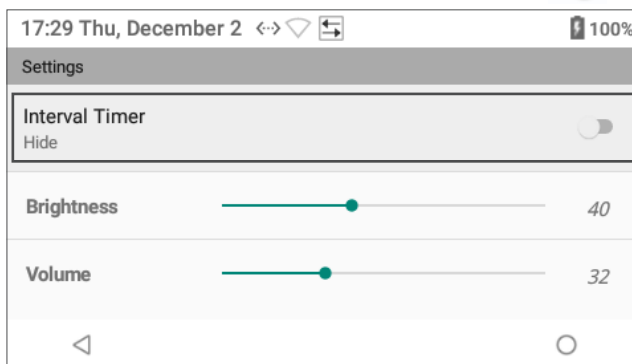 17:29 Thu, December 2 100%
Settings
Interval Timer
Hide
Brightness 40
Volume 32